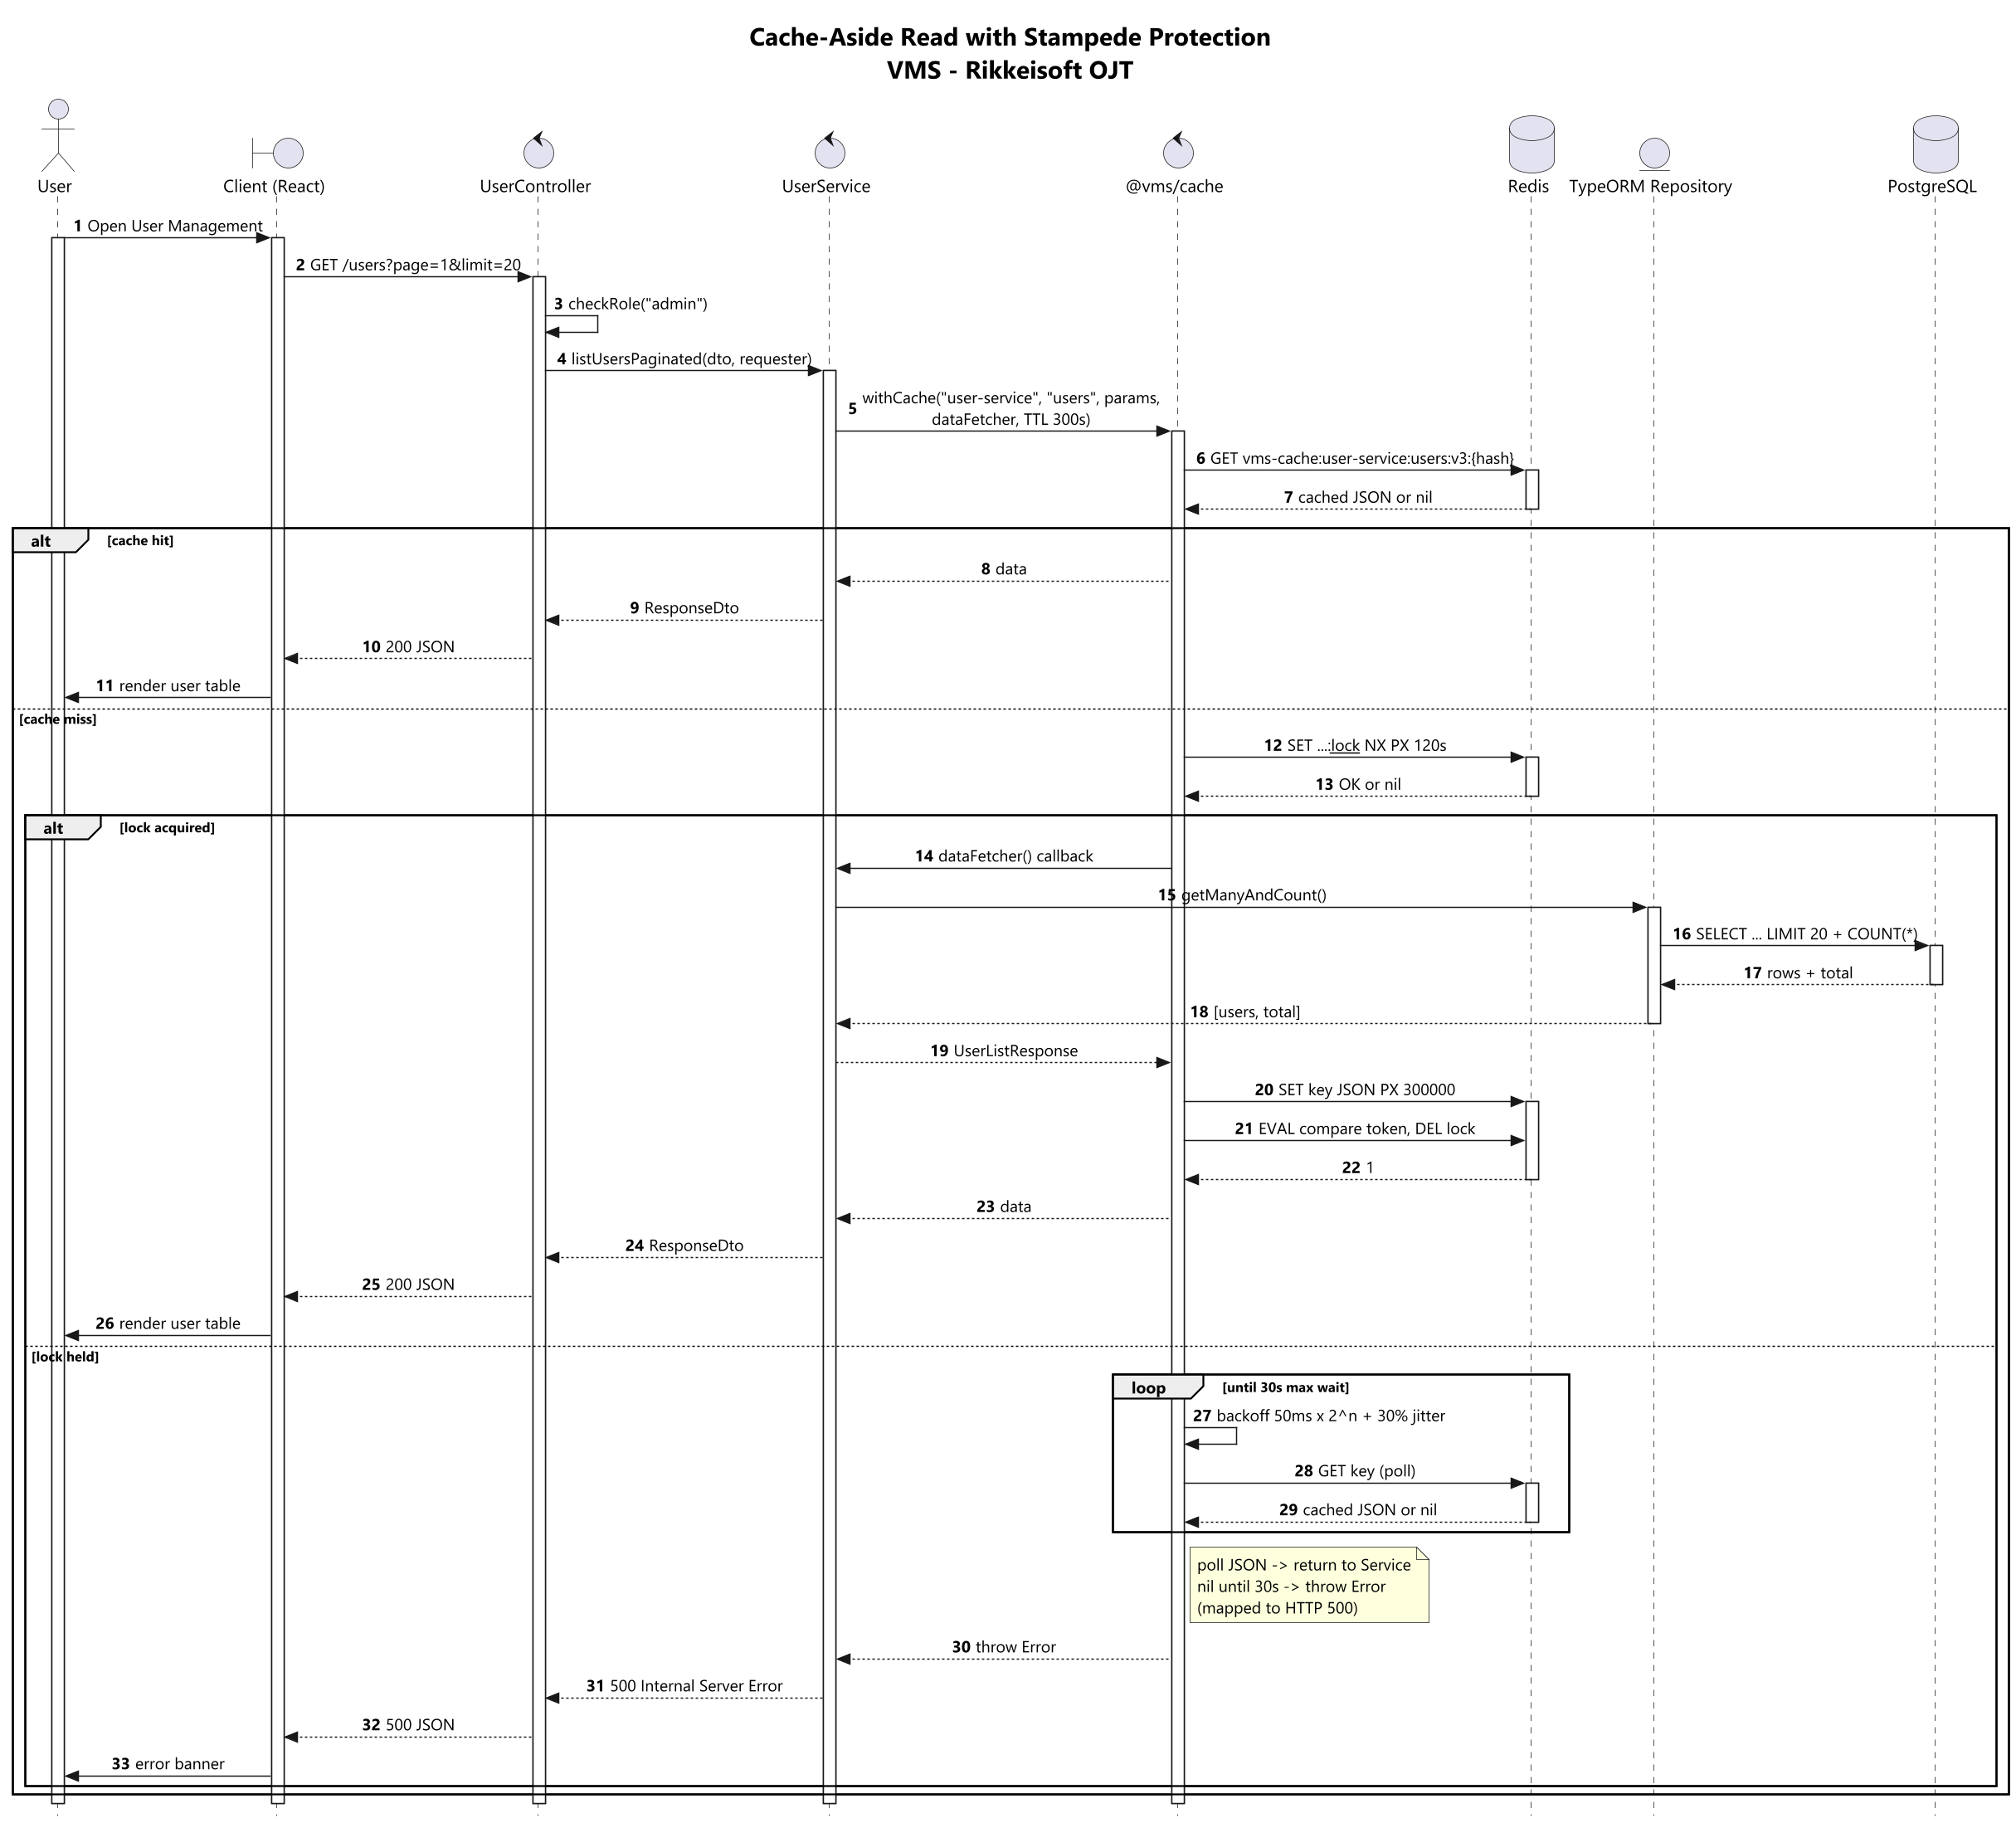 Cache-Aside Read with Stampede Protection
VMS - Rikkeisoft OJT
User
Client (React)
UserController
UserService
@vms/cache
Redis
TypeORM Repository
PostgreSQL
1 Open User Management
2 GET /users?page=1&limit=20
3 checkRole("admin")
4 listUsersPaginated(dto, requester)
5 withCache("user-service", "users", params,
dataFetcher, TTL 300s)
6 GET vms-cache:user-service:users:v3:{hash}
7 cached JSON or nil
alt [cache hit]
8 data
9 ResponseDto
10 200 JSON
11 render user table
[cache miss]
12 SET ...:lock NX PX 120s
13 OK or nil
alt [lock acquired]
14 dataFetcher() callback
15 getManyAndCount()
16 SELECT ... LIMIT 20 + COUNT(*)
17 rows + total
18 [users, total]
19 UserListResponse
20 SET key JSON PX 300000
21 EVAL compare token, DEL lock
22 1
23 data
24 ResponseDto
25 200 JSON
26 render user table
[lock held]
loop [until 30s max wait]
27 backoff 50ms x 2^n + 30% jitter
28 GET key (poll)
29 cached JSON or nil
poll JSON -> return to Service
nil until 30s -> throw Error
(mapped to HTTP 500)
30 throw Error
31 500 Internal Server Error
32 500 JSON
33 error banner